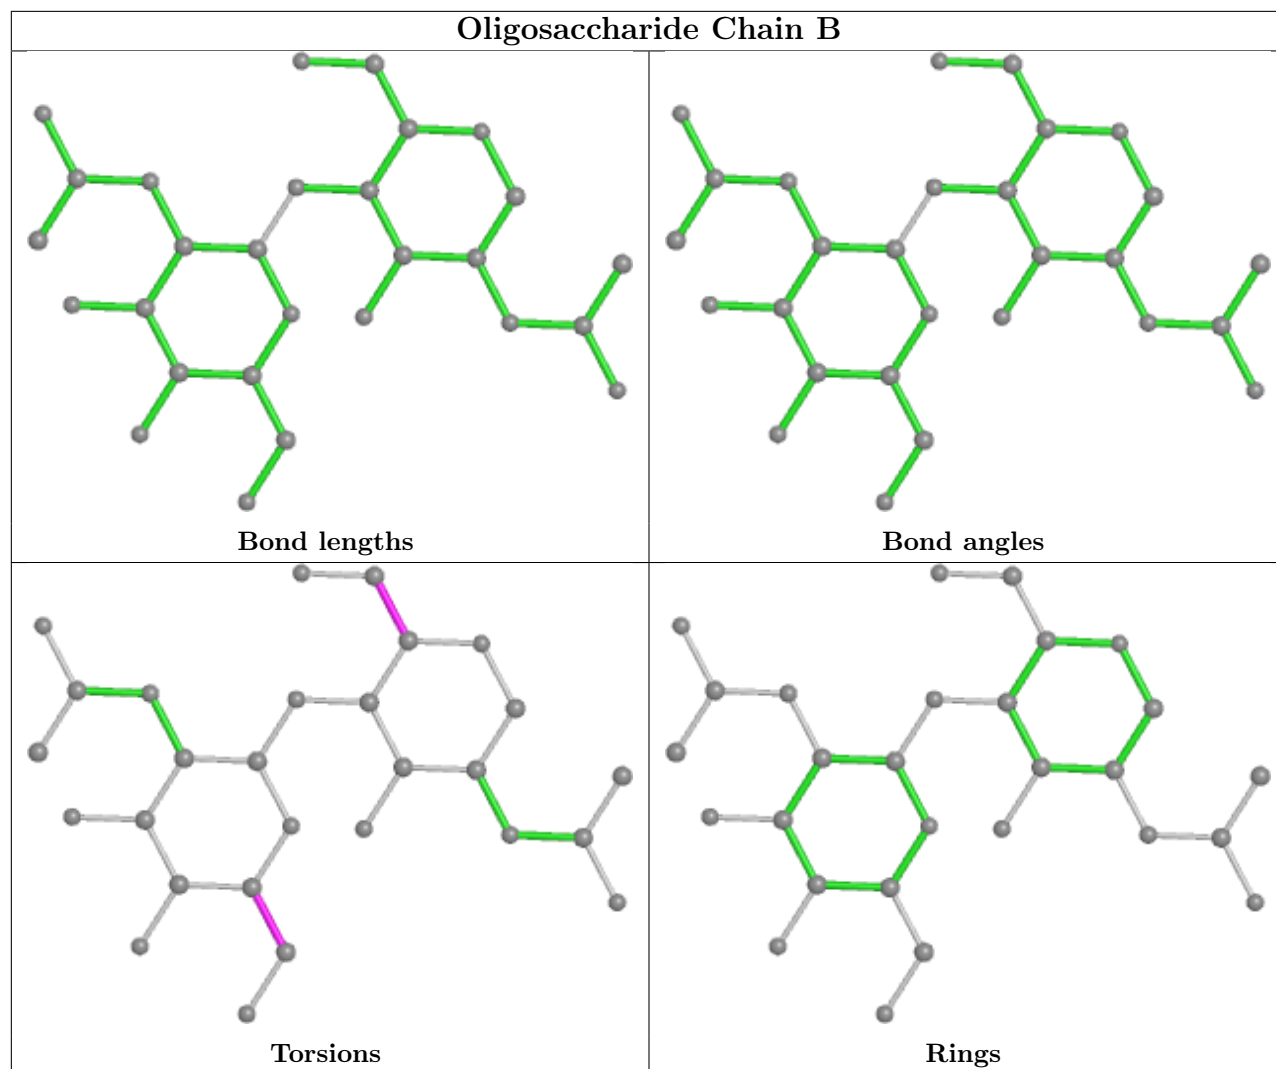 Oligosaccharide Chain B
Bond lengths
Bond angles
Torsions
Rings